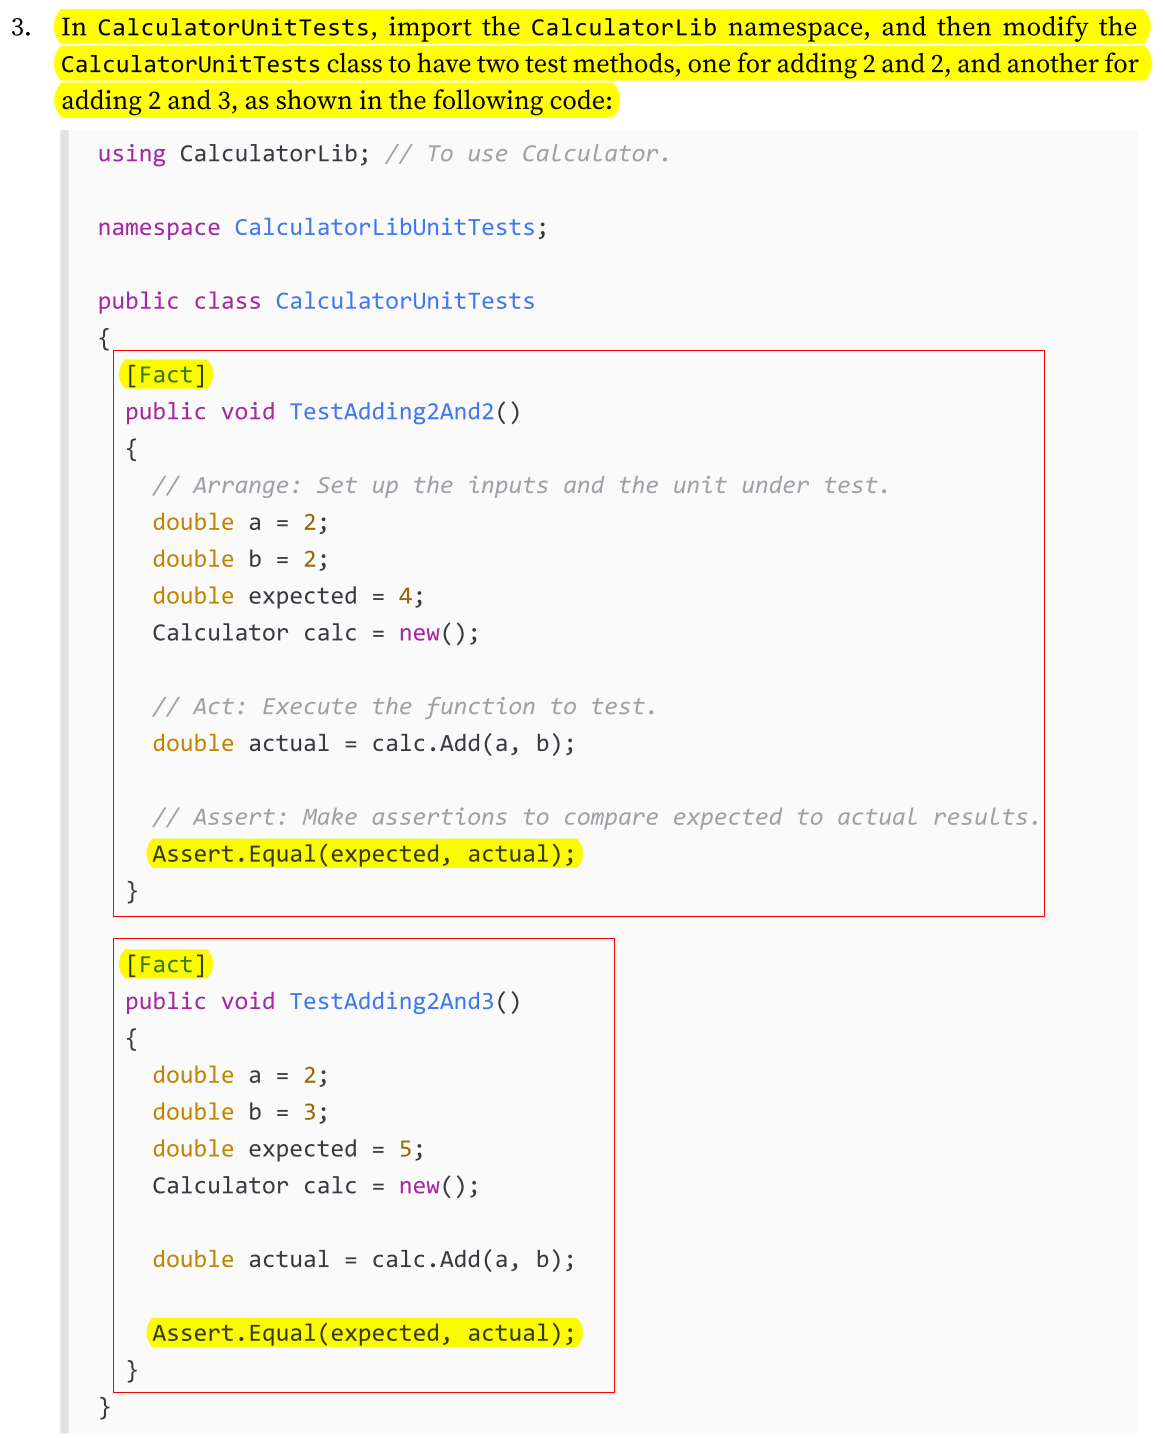 3. In CalculatorUnitTests, import the CalculatorLib namespace, and then modify the
CalculatorUnitTests class to have two test methods, one for adding 2 and 2, and another for
adding 2 and 3, as shown in the following code:
using CalculatorLib; // To use Calculator.
namespace CalculatorLibUnitTests;
public class CalculatorUnitTests
{
[Fact]
public void TestAdding2And2()
{
// Arrange: Set up the inputs and the unit under test.
double a = 2;
double b = 2;
double expected = 4;
Calculator calc = new();
// Act: Execute the function to test.
double actual = calc.Add(a, b);
// Assert: Make assertions to compare expected to actual results.
Assert.Equal(expected, actual);
}
[Fact]
public void TestAdding2And3()
{
double a = 2;
double b = 3;
double expected = 5;
Calculator calc = new();
double actual = calc.Add(a, b);
Assert.Equal(expected, actual);
}
}